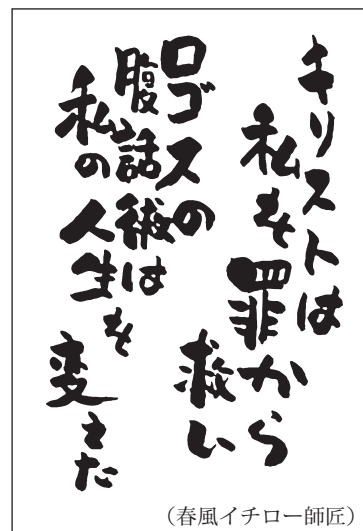 キリストは
私を罪から
救い
ロゴスの
腹話術は
私の人生を
変えた
(春風イチロー師匠)